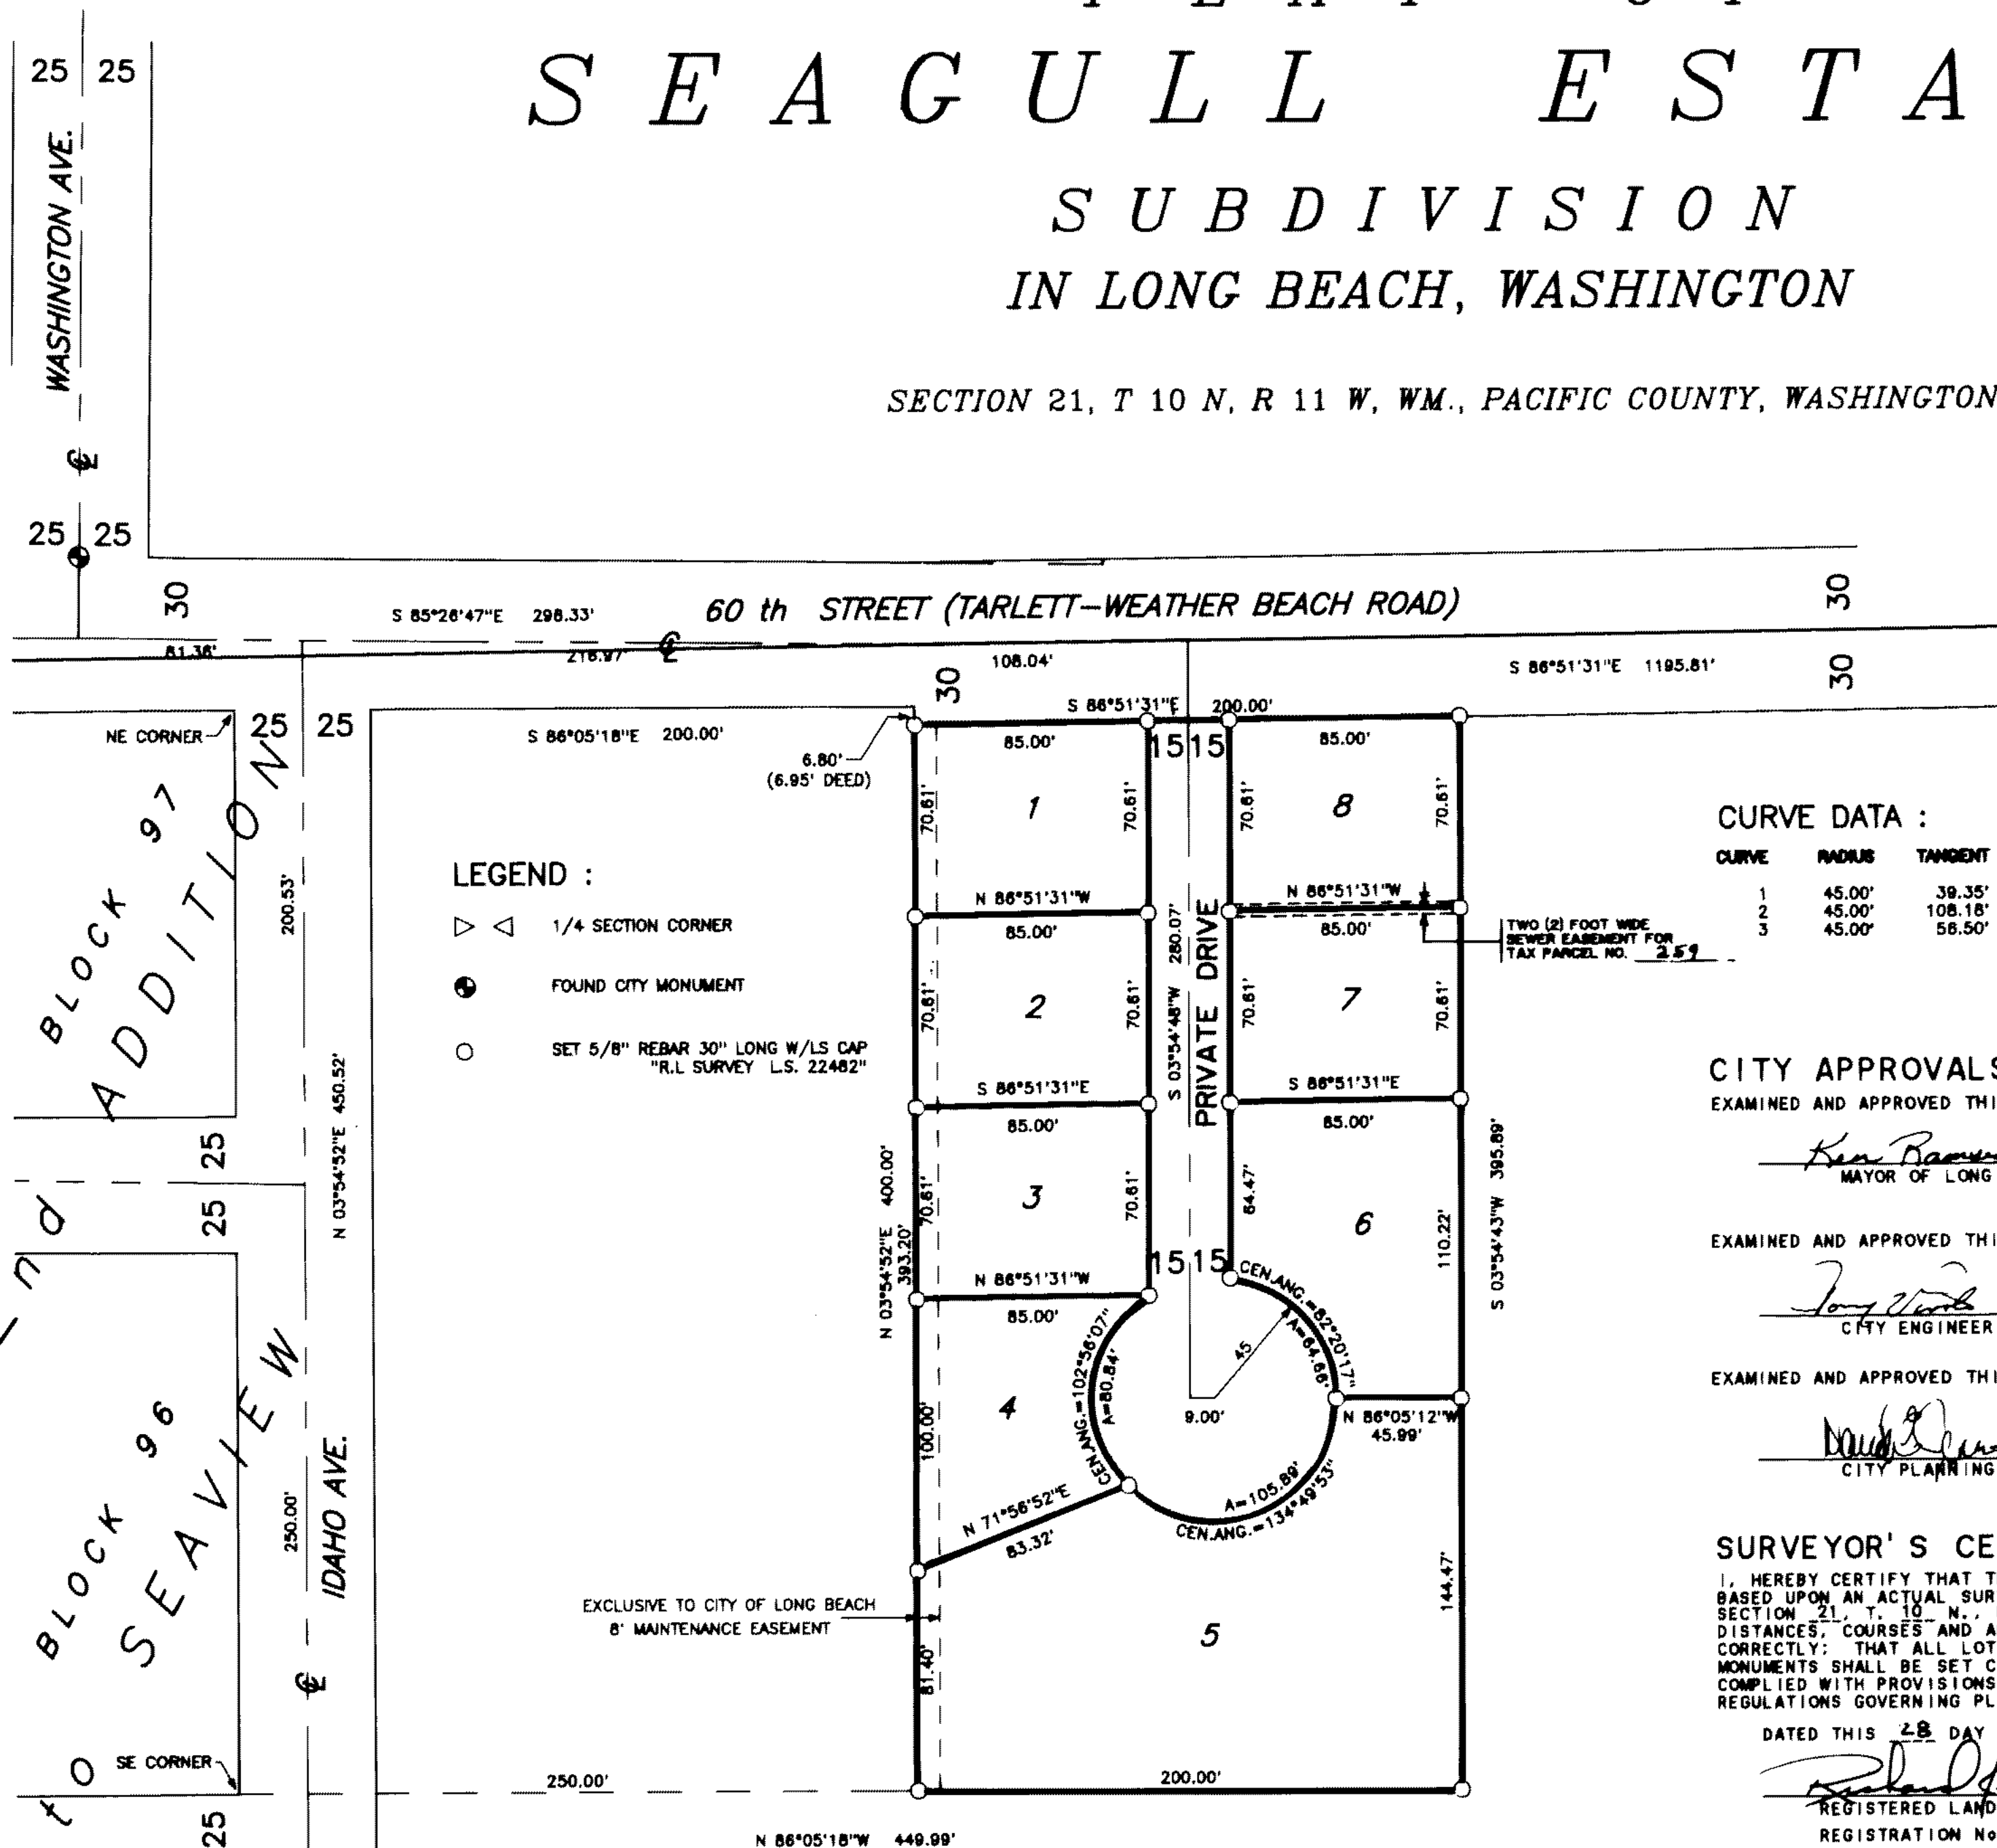 SEAGULL ESTA
SUBDIVISION
IN LONG BEACH, WASHINGTON
SECTION 21, T 10 N, R 11 W, WM., PACIFIC COUNTY, WASHINGTON
25 25
WASHINGTON AVE.
25 25
30
S 85°26'47"E 298.33'
60 th STREET (TARLETT-WEATHER BEACH ROAD)
30
81.36'
216.97'
108.04'
30
S 86°51'31"E 1195.81'
30
NE CORNER
25 25
S 86°05'18"E 200.00'
6.80'
(6.95' DEED)
S 86°51'31"E 200.00'
85.00'
15 15
85.00'
70.61'
1
70.61'
70.61'
8
70.61'
BLOCK 97
ADDITION
200.53'
LEGEND :
1/4 SECTION CORNER
FOUND CITY MONUMENT
SET 5/8" REBAR 30" LONG W/LS CAP
"R.L SURVEY L.S. 22482"
N 86°51'31"W
85.00'
N 86°51'31"W
85.00'
TWO (2) FOOT WIDE
SEWER EASEMENT FOR
TAX PARCEL NO. 259
CURVE DATA :
CURVE RADIUS TANGENT
1 45.00' 39.35'
2 45.00' 108.18'
3 45.00' 56.50'
70.61'
2
70.61'
S 03°54'48"W 280.07'
PRIVATE DRIVE
70.61'
7
70.61'
S 86°51'31"E
85.00'
S 86°51'31"E
85.00'
N 03°54'52"E 450.52'
25
25
N 03°54'52"E 400.00'
393.20'
70.61'
3
70.61'
64.47'
6
110.22'
S 03°54'43"W 395.89'
15 15
N 86°51'31"W
85.00'
CEN.ANG.=102°56'07"
A=80.84'
CEN.ANG.=82°20'17"
A=64.66'
45
9.00'
N 86°05'12"W
45.99'
4
100.00'
N 71°56'52"E
83.32'
A=105.89'
CEN.ANG.=134°49'53"
144.47'
5
EXCLUSIVE TO CITY OF LONG BEACH
8' MAINTENANCE EASEMENT
81.40'
BLOCK 96
SEAVIEW
nd
to
250.00'
IDAHO AVE.
SE CORNER
25
250.00'
200.00'
N 86°05'18"W 449.99'
CITY APPROVALS
EXAMINED AND APPROVED THI
MAYOR OF LONG
EXAMINED AND APPROVED THI
CITY ENGINEER
EXAMINED AND APPROVED THI
CITY PLANNING
SURVEYOR'S CE
I, HEREBY CERTIFY THAT T
BASED UPON AN ACTUAL SUR
SECTION 21, T. 10 N.,
DISTANCES, COURSES AND A
CORRECTLY; THAT ALL LOT
MONUMENTS SHALL BE SET C
COMPLIED WITH PROVISIONS
REGULATIONS GOVERNING PL
DATED THIS 28 DAY
REGISTERED LAND
REGISTRATION No